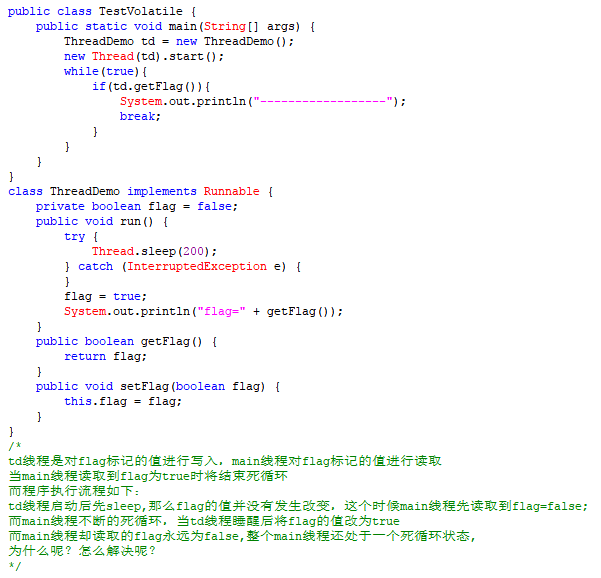 public class TestVolatile {
    public static void main(String[] args) {
        ThreadDemo td = new ThreadDemo();
        new Thread(td).start();
        while(true){
            if(td.getFlag()){
                System.out.println("------------------");
                break;
            }
        }
    }
}
class ThreadDemo implements Runnable {
    private boolean flag = false;
    public void run() {
        try {
            Thread.sleep(200);
        } catch (InterruptedException e) {
        }
        flag = true;
        System.out.println("flag=" + getFlag());
    }
    public boolean getFlag() {
        return flag;
    }
    public void setFlag(boolean flag) {
        this.flag = flag;
    }
}
/*
td线程是对flag标记的值进行写入，main线程对flag标记的值进行读取
当main线程读取到flag为true时将结束死循环
而程序执行流程如下：
td线程启动后先sleep,那么flag的值并没有发生改变，这个时候main线程先读取到flag=false;
而main线程不断的死循环，当td线程睡醒后将flag的值改为true
而main线程却读取的flag永远为false,整个main线程还处于一个死循环状态,
为什么呢？怎么解决呢？
*/